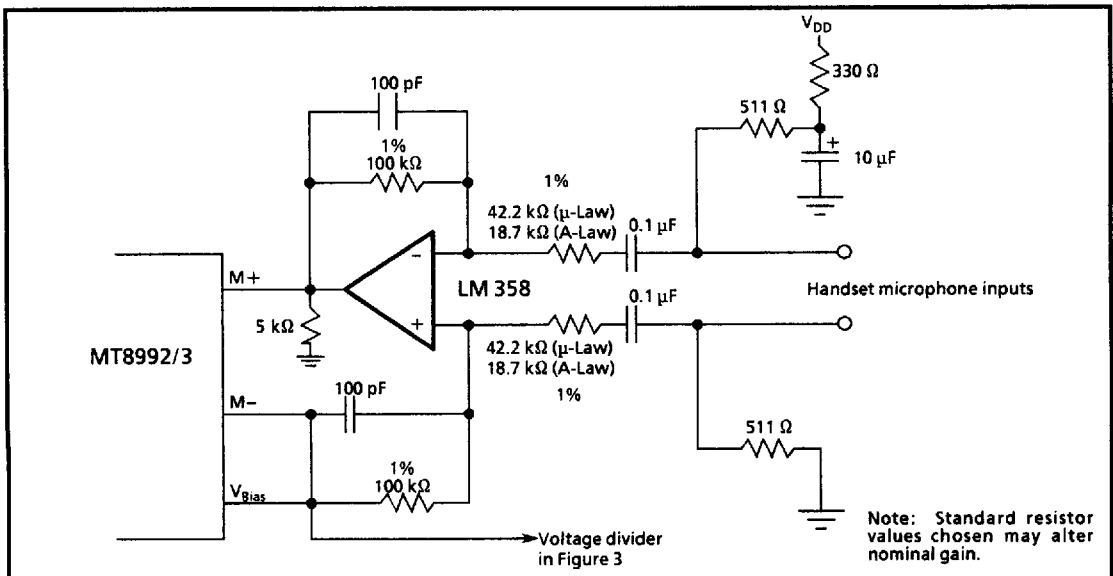 V_DD
330 Ω
511 Ω
+
10 µF
100 pF
1%
100 kΩ
1%
42.2 kΩ (µ-Law)
18.7 kΩ (A-Law)
0.1 µF
−
LM 358
+
M+
5 kΩ
Handset microphone inputs
0.1 µF
42.2 kΩ (µ-Law)
18.7 kΩ (A-Law)
1%
MT8992/3
M−
100 pF
511 Ω
1%
100 kΩ
V_Bias
Voltage divider
in Figure 3
Note: Standard resistor
values chosen may alter
nominal gain.